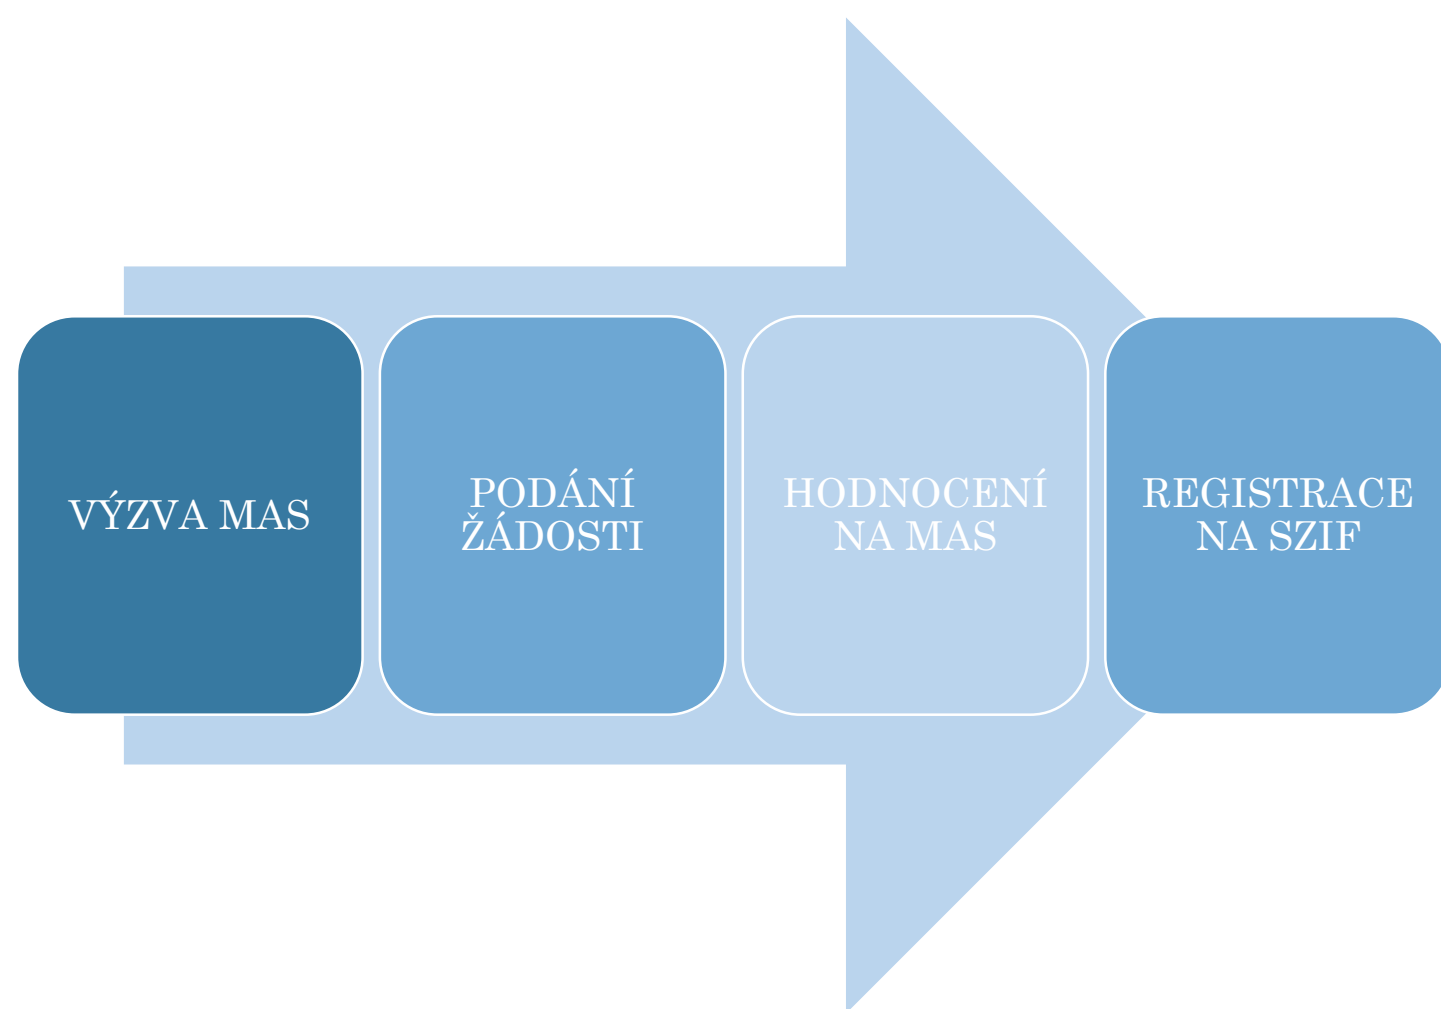 VÝZVA MAS
PODÁNÍ
ŽÁDOSTI
HODNOCENÍ
NA MAS
REGISTRACE
NA SZIF